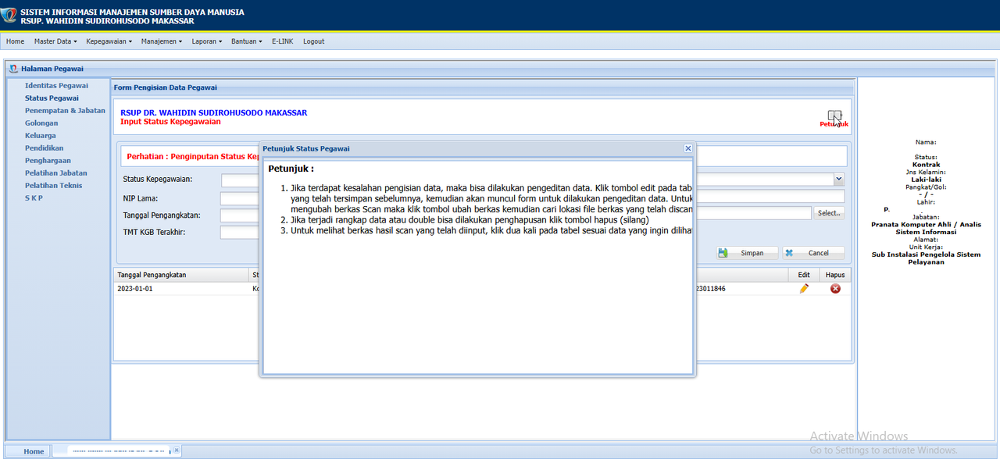 SISTEM INFORMASI MANAJEMEN SUMBER DAYA MANUSIA
RSUP. WAHIDIN SUDIROHUSODO MAKASSAR
Home Master Data Kepegawaian Manajemen Laporan Bantuan E-LINK Logout
Halaman Pegawai
Identitas Pegawai
Status Pegawai
Penempatan & Jabatan
Golongan
Keluarga
Pendidikan
Penghargaan
Pelatihan Jabatan
Pelatihan Teknis
S K P
Form Pengisian Data Pegawai
RSUP DR. WAHIDIN SUDIROHUSODO MAKASSAR
Input Status Kepegawaian
Petunjuk
Perhatian : Penginputan Status Kep
Status Kepegawaian:
NIP Lama:
Tanggal Pengangkatan:
TMT KGB Terakhir:
Select..
Simpan Cancel
Tanggal Pengangkatan St Edit Hapus
2023-01-01 Ko 23011846
Petunjuk Status Pegawai
Petunjuk :
1. Jika terdapat kesalahan pengisian data, maka bisa dilakukan pengeditan data. Klik tombol edit pada tab
yang telah tersimpan sebelumnya, kemudian akan muncul form untuk dilakukan pengeditan data. Untuk
mengubah berkas Scan maka klik tombol ubah berkas kemudian cari lokasi file berkas yang telah discan
2. Jika terjadi rangkap data atau double bisa dilakukan penghapusan klik tombol hapus (silang)
3. Untuk melihat berkas hasil scan yang telah diinput, klik dua kali pada tabel sesuai data yang ingin diliha
Nama:
Status:
Kontrak
Jns Kelamin:
Laki-laki
Pangkat/Gol:
- / -
Lahir:
P.
Jabatan:
Pranata Komputer Ahli / Analis
Sistem Informasi
Alamat:
Unit Kerja:
Sub Instalasi Pengelola Sistem
Pelayanan
Activate Windows
Go to Settings to activate Windows.
Home